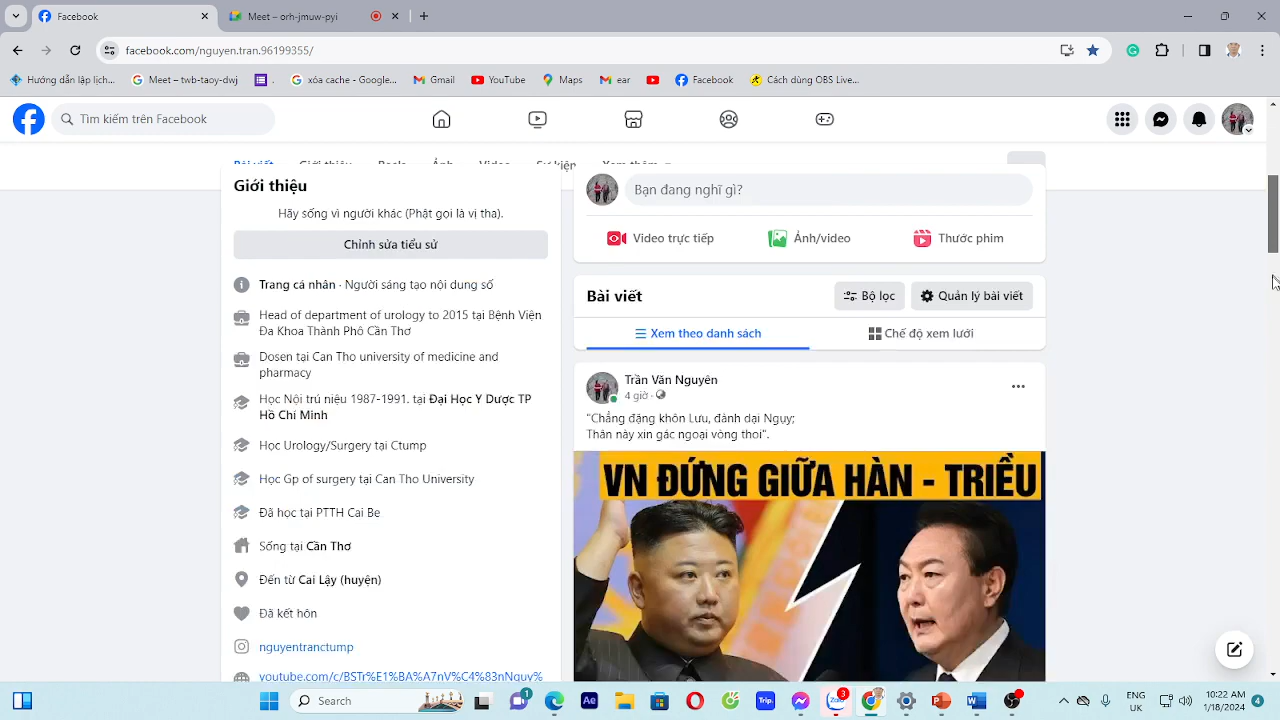 Facebook
Meet – orh-jmaw-pyi
facebook.com/nguyen.tran.96199355/
Hướng dẫn lập lịch...
Meet – twb-taoy-dwj
xóa cache - Google...
Gmail
YouTube
Maps
ear
Facebook
Cách dùng OBS Live...
Tìm kiếm trên Facebook
Bài viết Giới thiệu Reels Ảnh Video Sự kiện Xem thêm
Giới thiệu
Hãy sống vì người khác (Phật gọi là vị tha).
Chỉnh sửa tiểu sử
Trang cá nhân · Người sáng tạo nội dung số
Head of department of urology to 2015 tại Bệnh Viện
Đa Khoa Thành Phố Cần Thơ
Dosen tại Can Tho university of medicine and
pharmacy
Học Nội trú niệu 1987-1991. tại Đại Học Y Dược TP
Hồ Chí Minh
Học Urology/Surgery tại Ctump
Học Gp of surgery tại Can Tho University
Đã học tại PTTH Cai Be
Sống tại Cần Thơ
Đến từ Cai Lậy (huyện)
Đã kết hôn
nguyentranctump
youtube.com/c/BSTr%E1%BA%A7nV%C4%83nNguy%
Bạn đang nghĩ gì?
Video trực tiếp
Ảnh/video
Thước phim
Bài viết
Bộ lọc
Quản lý bài viết
Xem theo danh sách
Chế độ xem lưới
Trần Văn Nguyên
4 giờ ·
"Chẳng đặng khôn Lưu, đành dại Ngụy;
Thân này xin gác ngoại vòng thoi".
VN ĐỨNG GIỮA HÀN - TRIỀU
Search
1
Ae
Trip.
Zalo
3
ENG
UK
10:22 AM
1/18/2024
4